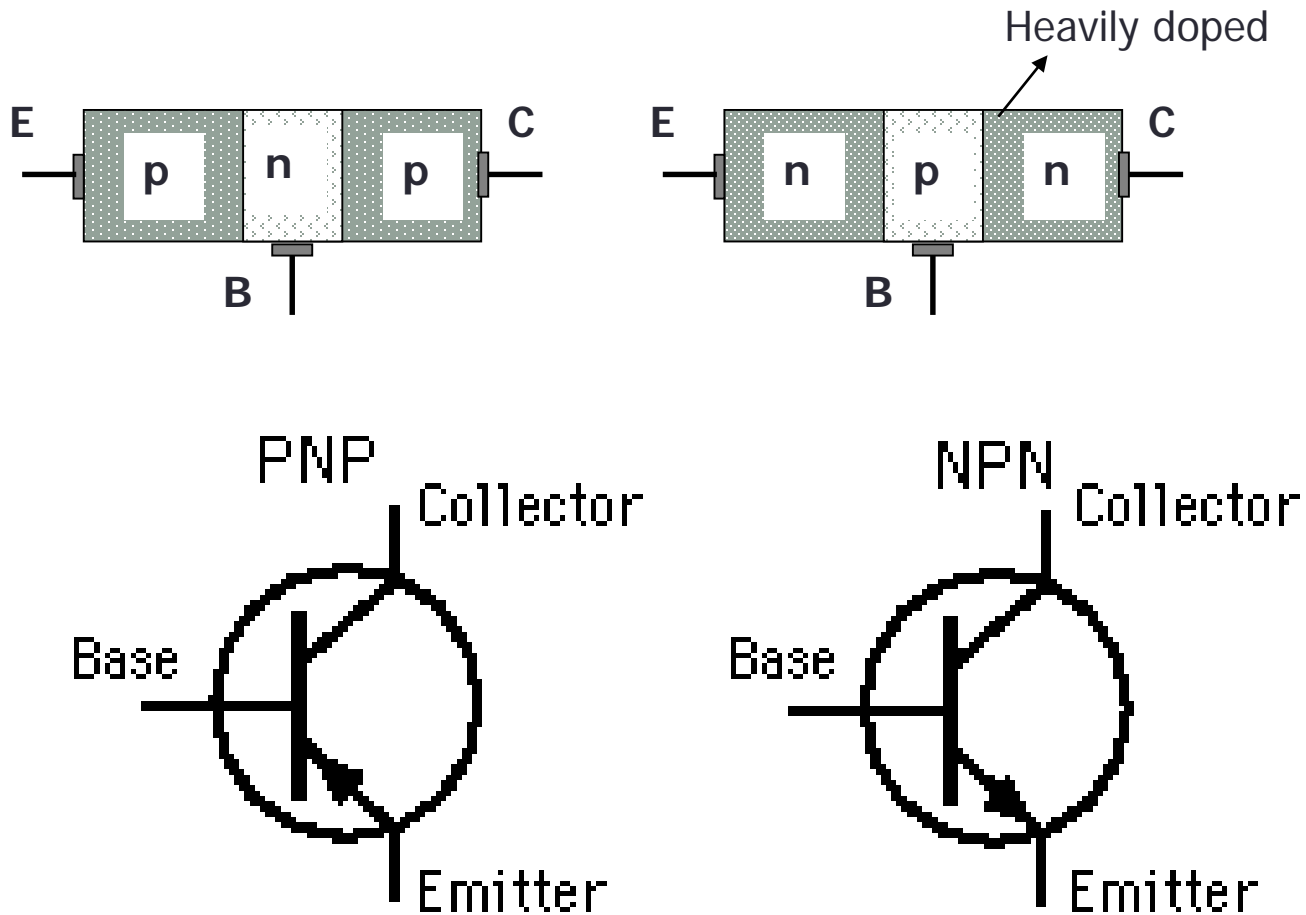 Heavily doped
E
C
p
n
p
B
E
C
n
p
n
B
PNP
Collector
Base
Emitter
NPN
Collector
Base
Emitter